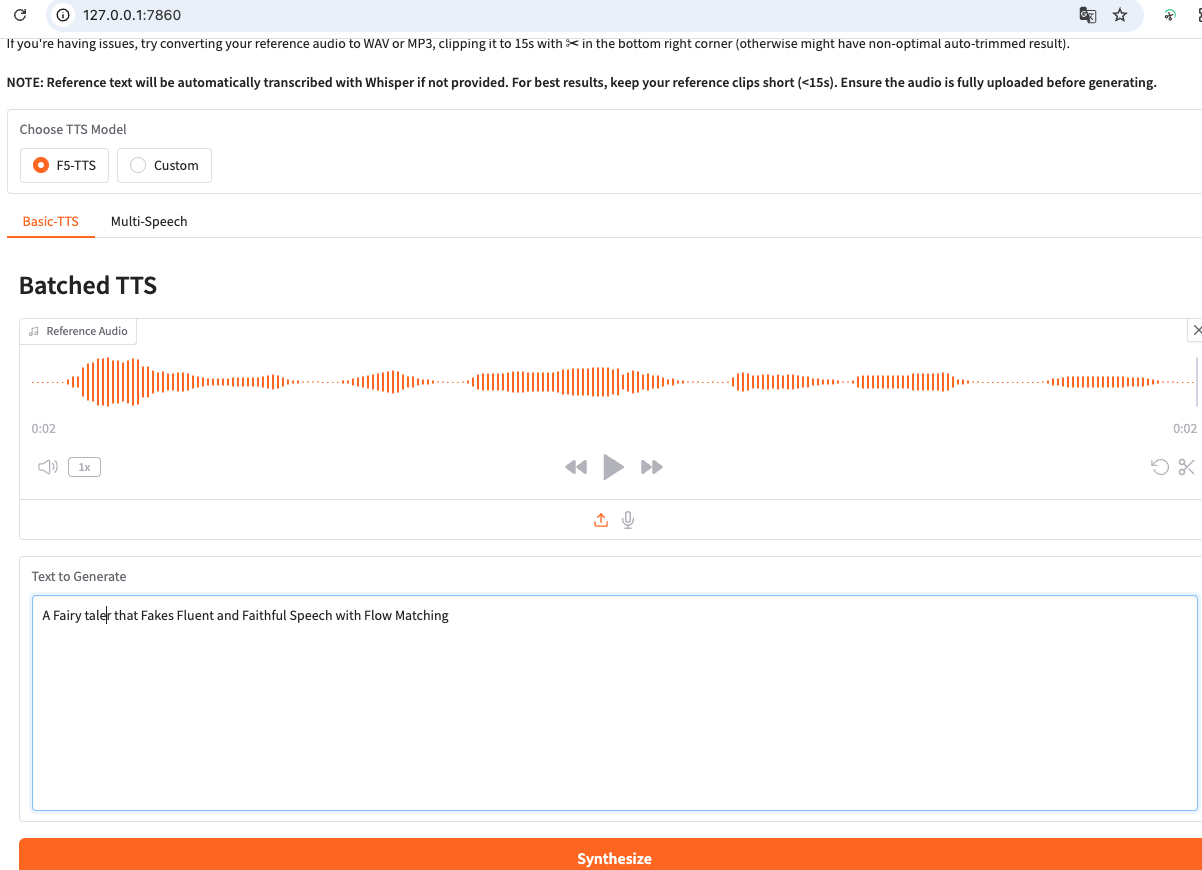 127.0.0.1:7860
If you're having issues, try converting your reference audio to WAV or MP3, clipping it to 15s with ✂ in the bottom right corner (otherwise might have non-optimal auto-trimmed result).
NOTE: Reference text will be automatically transcribed with Whisper if not provided. For best results, keep your reference clips short (<15s). Ensure the audio is fully uploaded before generating.
Choose TTS Model
F5-TTS Custom
Basic-TTS Multi-Speech
Batched TTS
Reference Audio
0:02 0:02
1x
Text to Generate
A Fairy taler that Fakes Fluent and Faithful Speech with Flow Matching
Synthesize